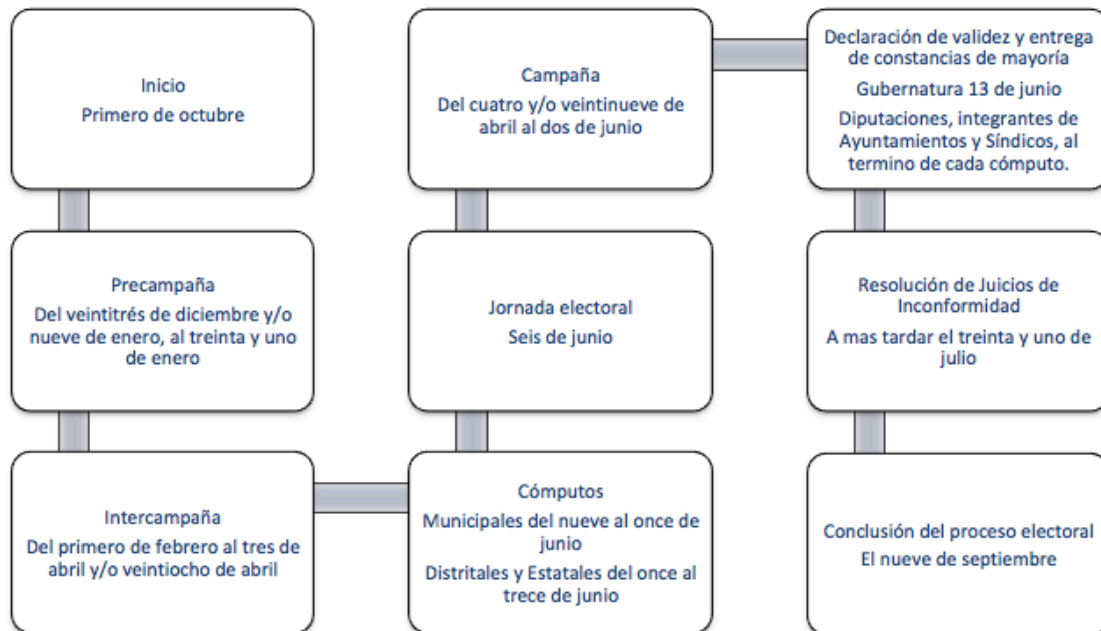 Inicio
Primero de octubre
Precampaña
Del veintitrés de diciembre y/o
nueve de enero, al treinta y uno
de enero
Intercampaña
Del primero de febrero al tres de
abril y/o veintiocho de abril
Cómputos
Municipales del nueve al once de
junio
Distritales y Estatales del once al
trece de junio
Jornada electoral
Seis de junio
Campaña
Del cuatro y/o veintinueve de
abril al dos de junio
Declaración de validez y entrega
de constancias de mayoría
Gubernatura 13 de junio
Diputaciones, integrantes de
Ayuntamientos y Síndicos, al
termino de cada cómputo.
Resolución de Juicios de
Inconformidad
A mas tardar el treinta y uno de
julio
Conclusión del proceso electoral
El nueve de septiembre